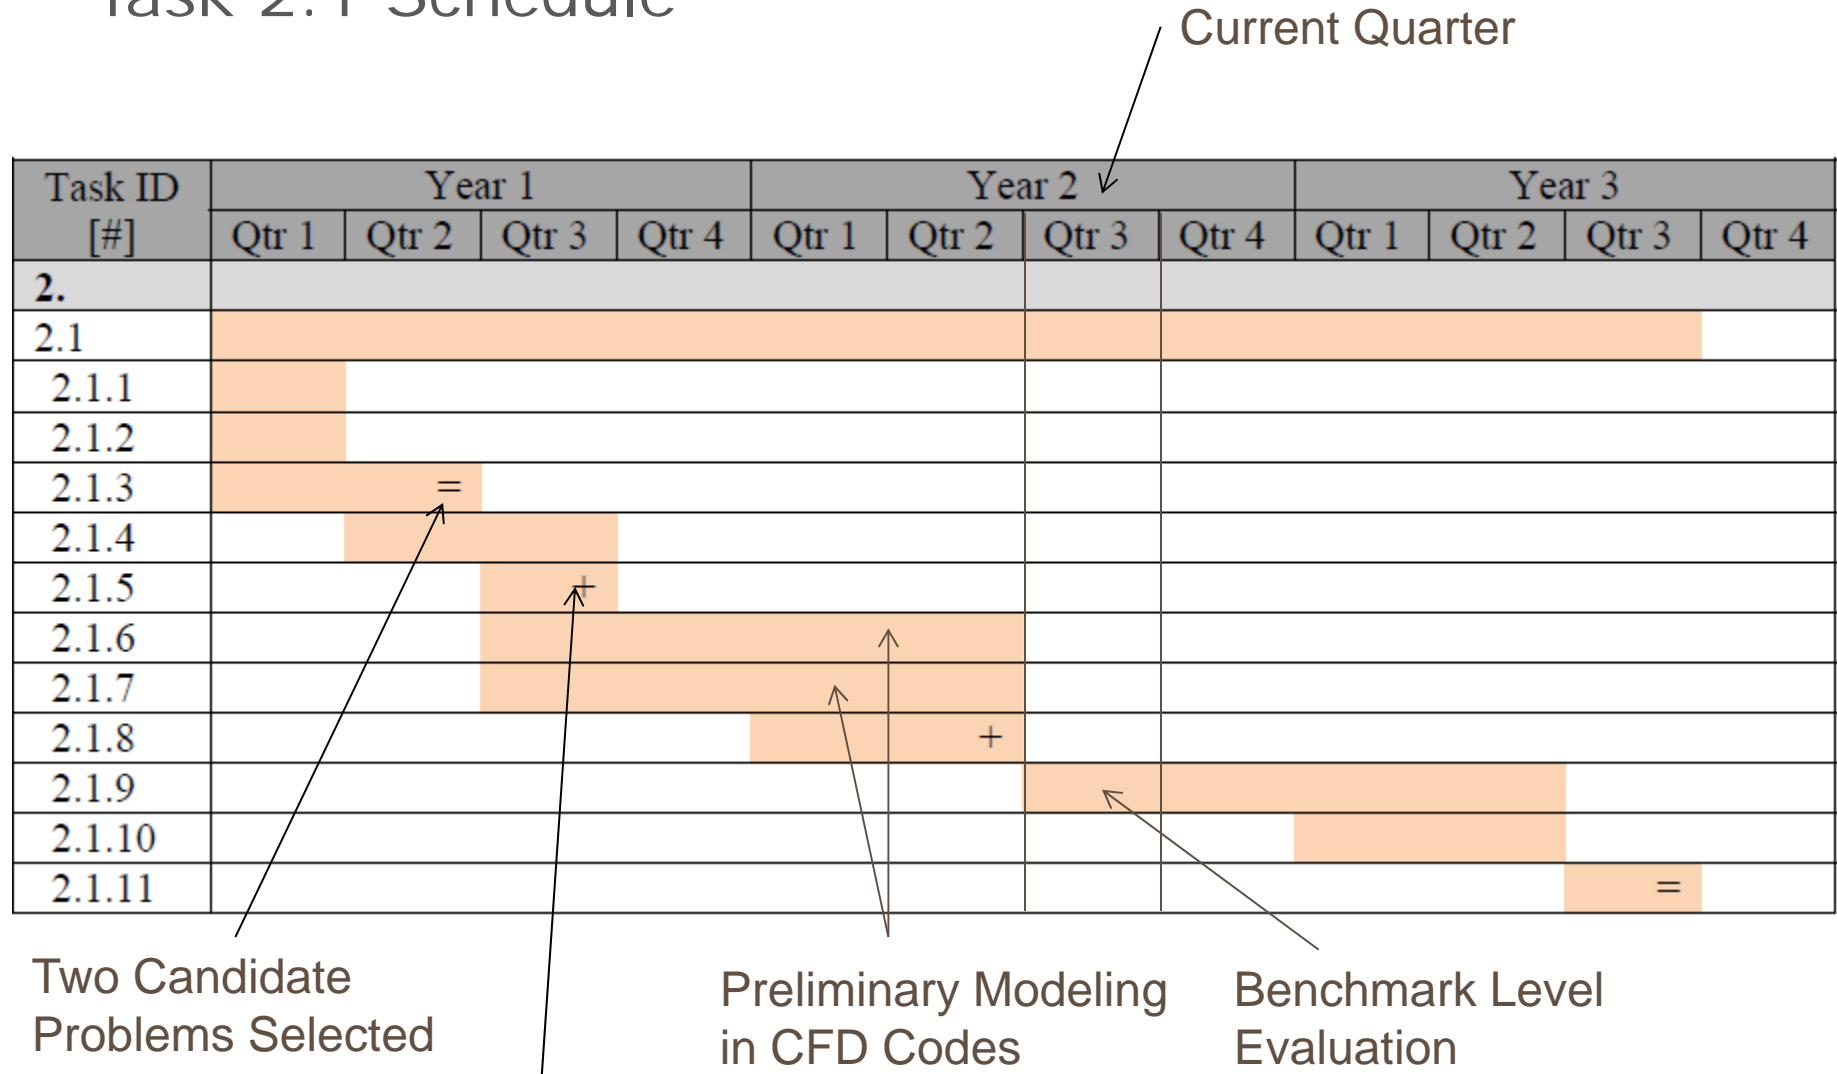 Task 2.1 Schedule
Current Quarter
Task ID [#] Year 1 Year 2 Year 3
Qtr 1 Qtr 2 Qtr 3 Qtr 4 Qtr 1 Qtr 2 Qtr 3 Qtr 4 Qtr 1 Qtr 2 Qtr 3 Qtr 4
2.
2.1
2.1.1
2.1.2
2.1.3 =
2.1.4
2.1.5 +
2.1.6
2.1.7
2.1.8 +
2.1.9
2.1.10
2.1.11 =
Two Candidate
Problems Selected
Preliminary Modeling
in CFD Codes
Benchmark Level
Evaluation